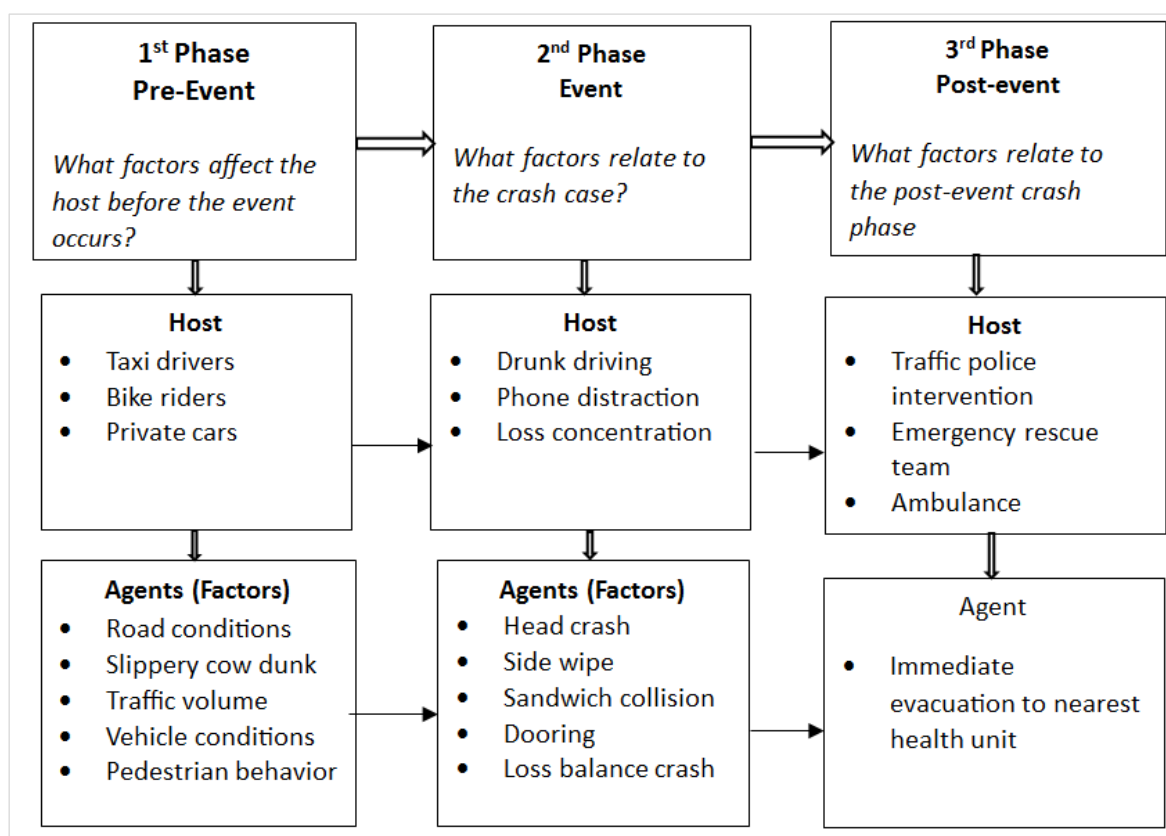 1st Phase
Pre-Event
What factors affect the
host before the event
occurs?
2nd Phase
Event
What factors relate to
the crash case?
3rd Phase
Post-event
What factors relate to
the post-event crash
phase
Host
• Taxi drivers
• Bike riders
• Private cars
Host
• Drunk driving
• Phone distraction
• Loss concentration
Host
• Traffic police
intervention
• Emergency rescue
team
• Ambulance
Agents (Factors)
• Road conditions
• Slippery cow dunk
• Traffic volume
• Vehicle conditions
• Pedestrian behavior
Agents (Factors)
• Head crash
• Side wipe
• Sandwich collision
• Dooring
• Loss balance crash
Agent
• Immediate
evacuation to nearest
health unit